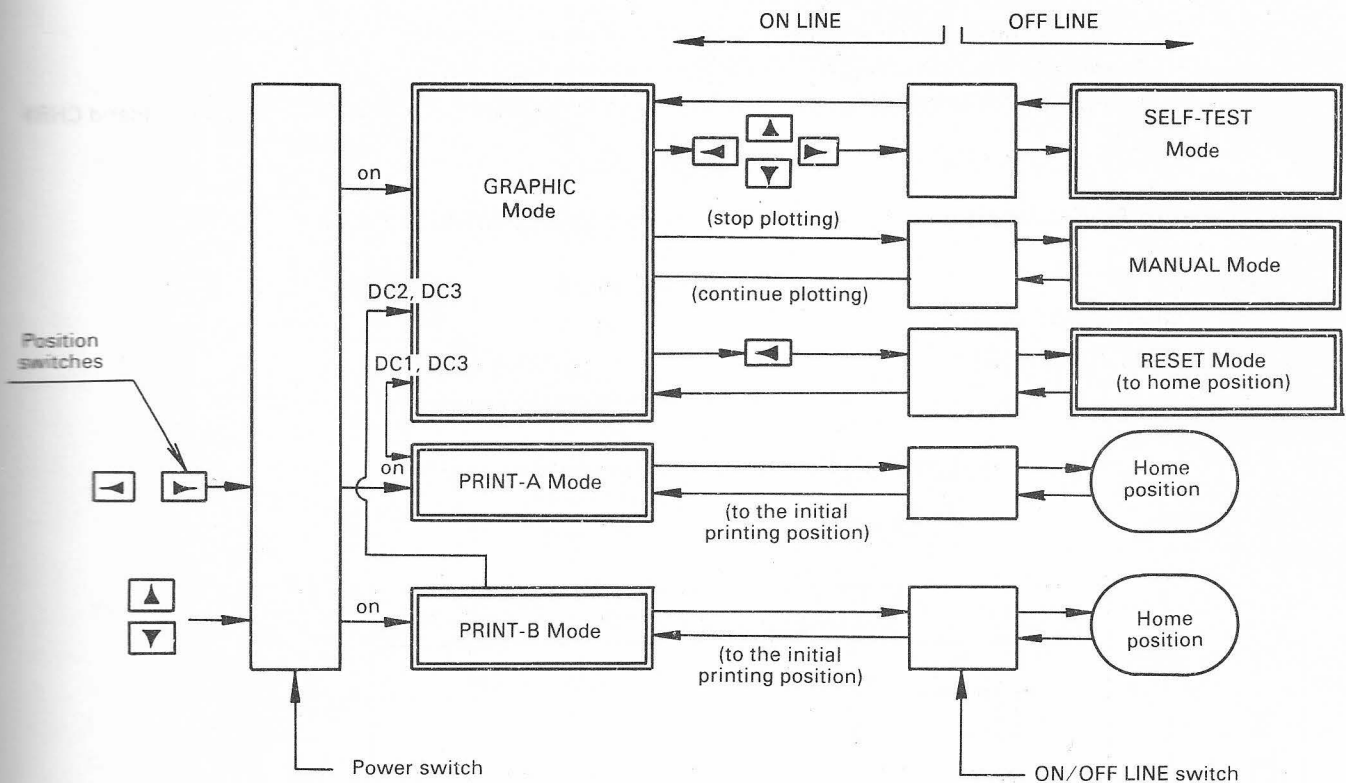 ON LINE
OFF LINE
SELF-TEST
Mode
on
GRAPHIC
Mode
(stop plotting)
MANUAL Mode
DC2, DC3
(continue plotting)
Position
switches
DC1, DC3
RESET Mode
(to home position)
on
PRINT-A Mode
Home
position
(to the initial
printing position)
on
PRINT-B Mode
Home
position
(to the initial
printing position)
Power switch
ON/OFF LINE switch